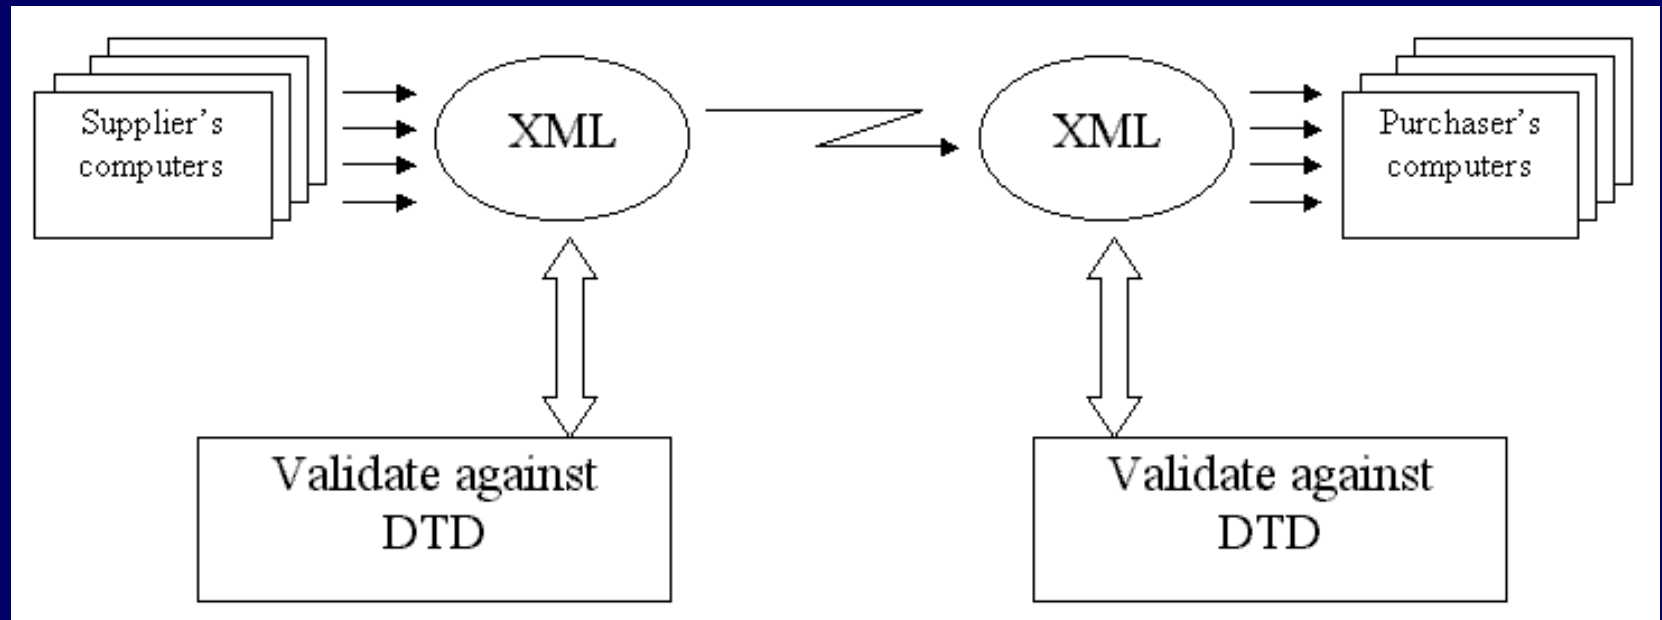 Supplier's
computers
XML
XML
Purchaser's
computers
Validate against
DTD
Validate against
DTD